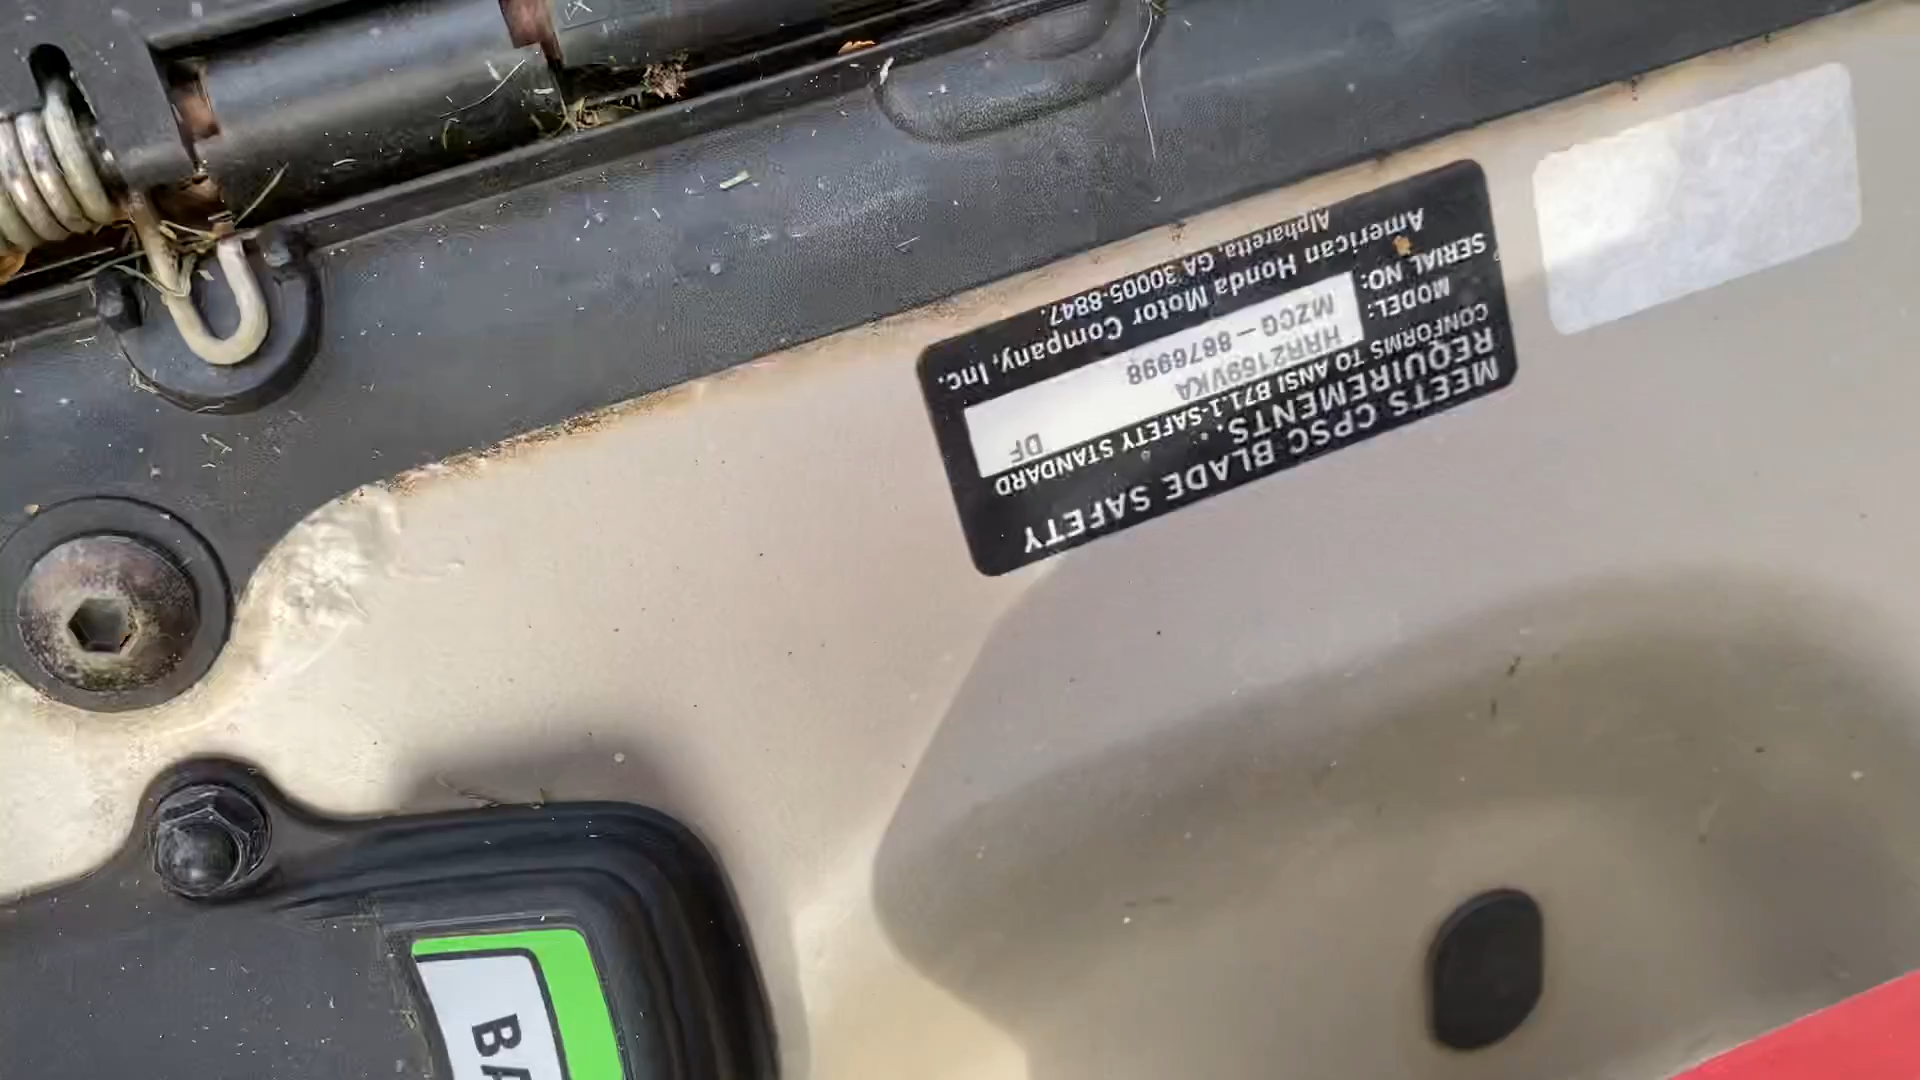 MEETS CPSC BLADE SAFETY
REQUIREMENTS.
CONFORMS TO ANSI B71.1-SAFETY STANDARD
MODEL: HRR2169VKA DF
SERIAL NO: MZCG-8876998
American Honda Motor Company, Inc.
Alpharetta, GA 30005-8847.